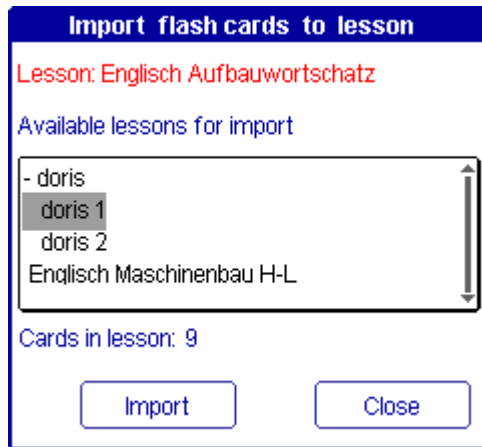 Import flash cards to lesson
Lesson: Englisch Aufbauwortschatz
Available lessons for import
- doris
doris 1
doris 2
Englisch Maschinenbau H-L
Cards in lesson: 9
Import Close